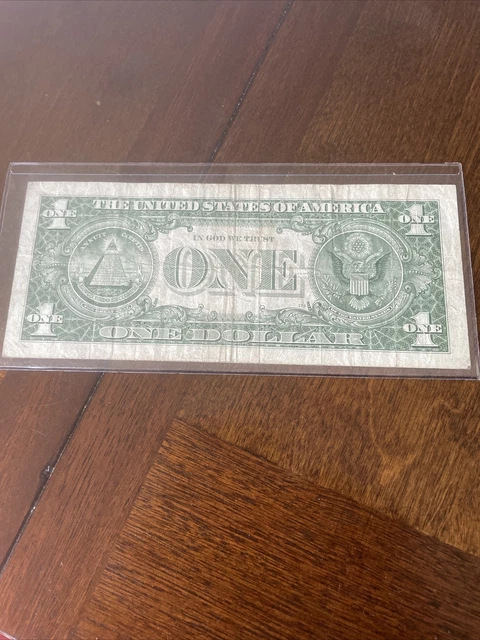 THE UNITED STATES OF AMERICA
1 ONE
ONE 1
IN GOD WE TRUST
ONE
1 ONE
ONE DOLLAR
ONE 1